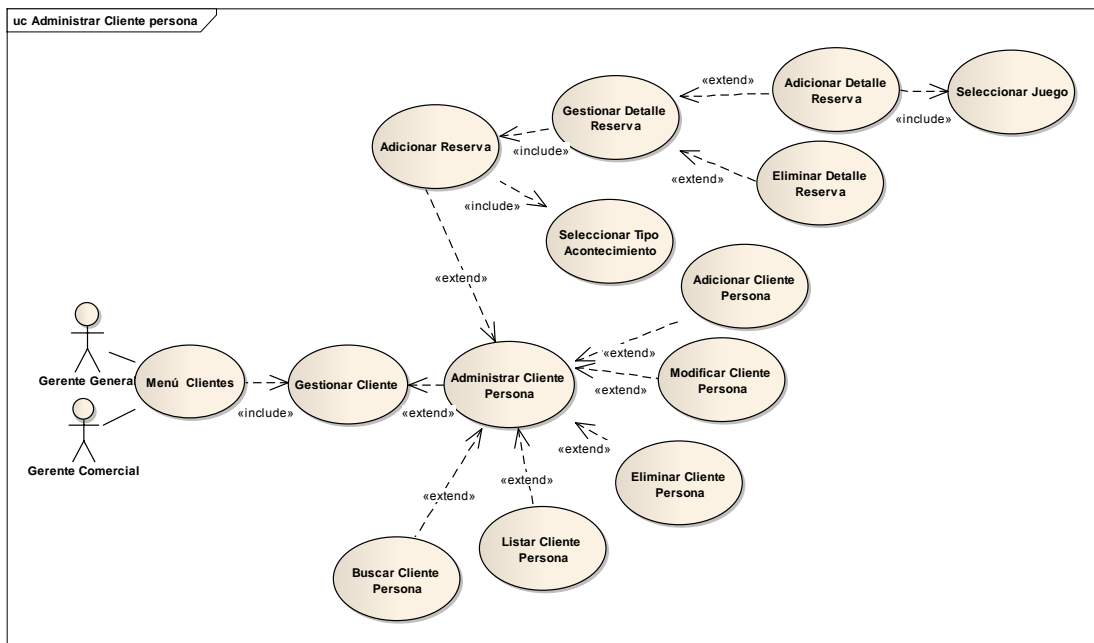 uc Administrar Cliente persona
«extend»
Adicionar Detalle
Reserva
Seleccionar Juego
«include»
Gestionar Detalle
Reserva
Adicionar Reserva
«include»
«extend»
Eliminar Detalle
Reserva
«include»
Seleccionar Tipo
Acontecimiento
«extend»
Adicionar Cliente
Persona
«extend»
Gerente General
Menú Clientes
«include»
Gestionar Cliente
«extend»
Administrar Cliente
Persona
Modificar Cliente
Persona
«extend»
Gerente Comercial
«extend»
Eliminar Cliente
Persona
«extend»
«extend»
Listar Cliente
Persona
Buscar Cliente
Persona